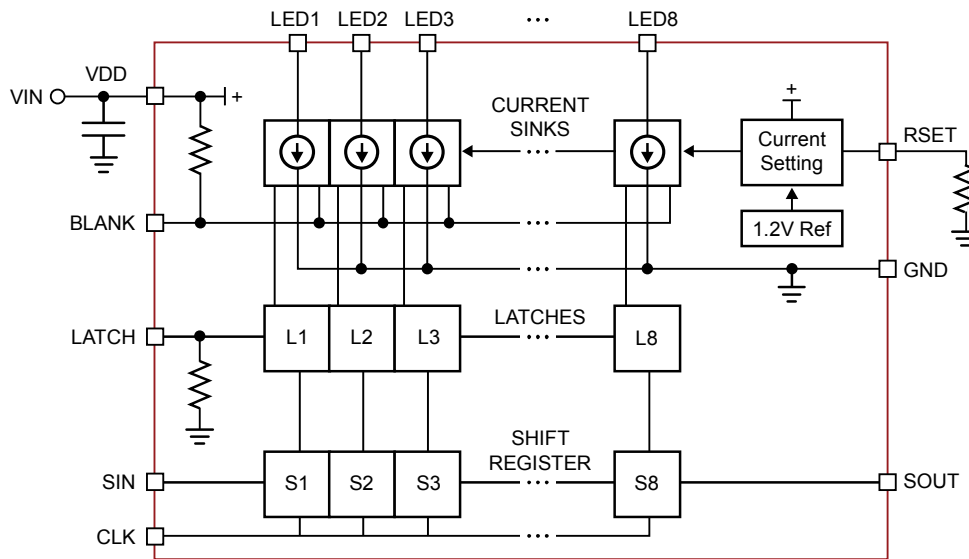 LED1 LED2 LED3 ··· LED8
VDD
VIN
+
+
CURRENT
SINKS
···
Current
Setting
RSET
BLANK
···
1.2V Ref
···
GND
LATCH
L1 L2 L3
LATCHES
···
L8
SIN
S1 S2 S3
SHIFT
REGISTER
···
S8
SOUT
CLK
···